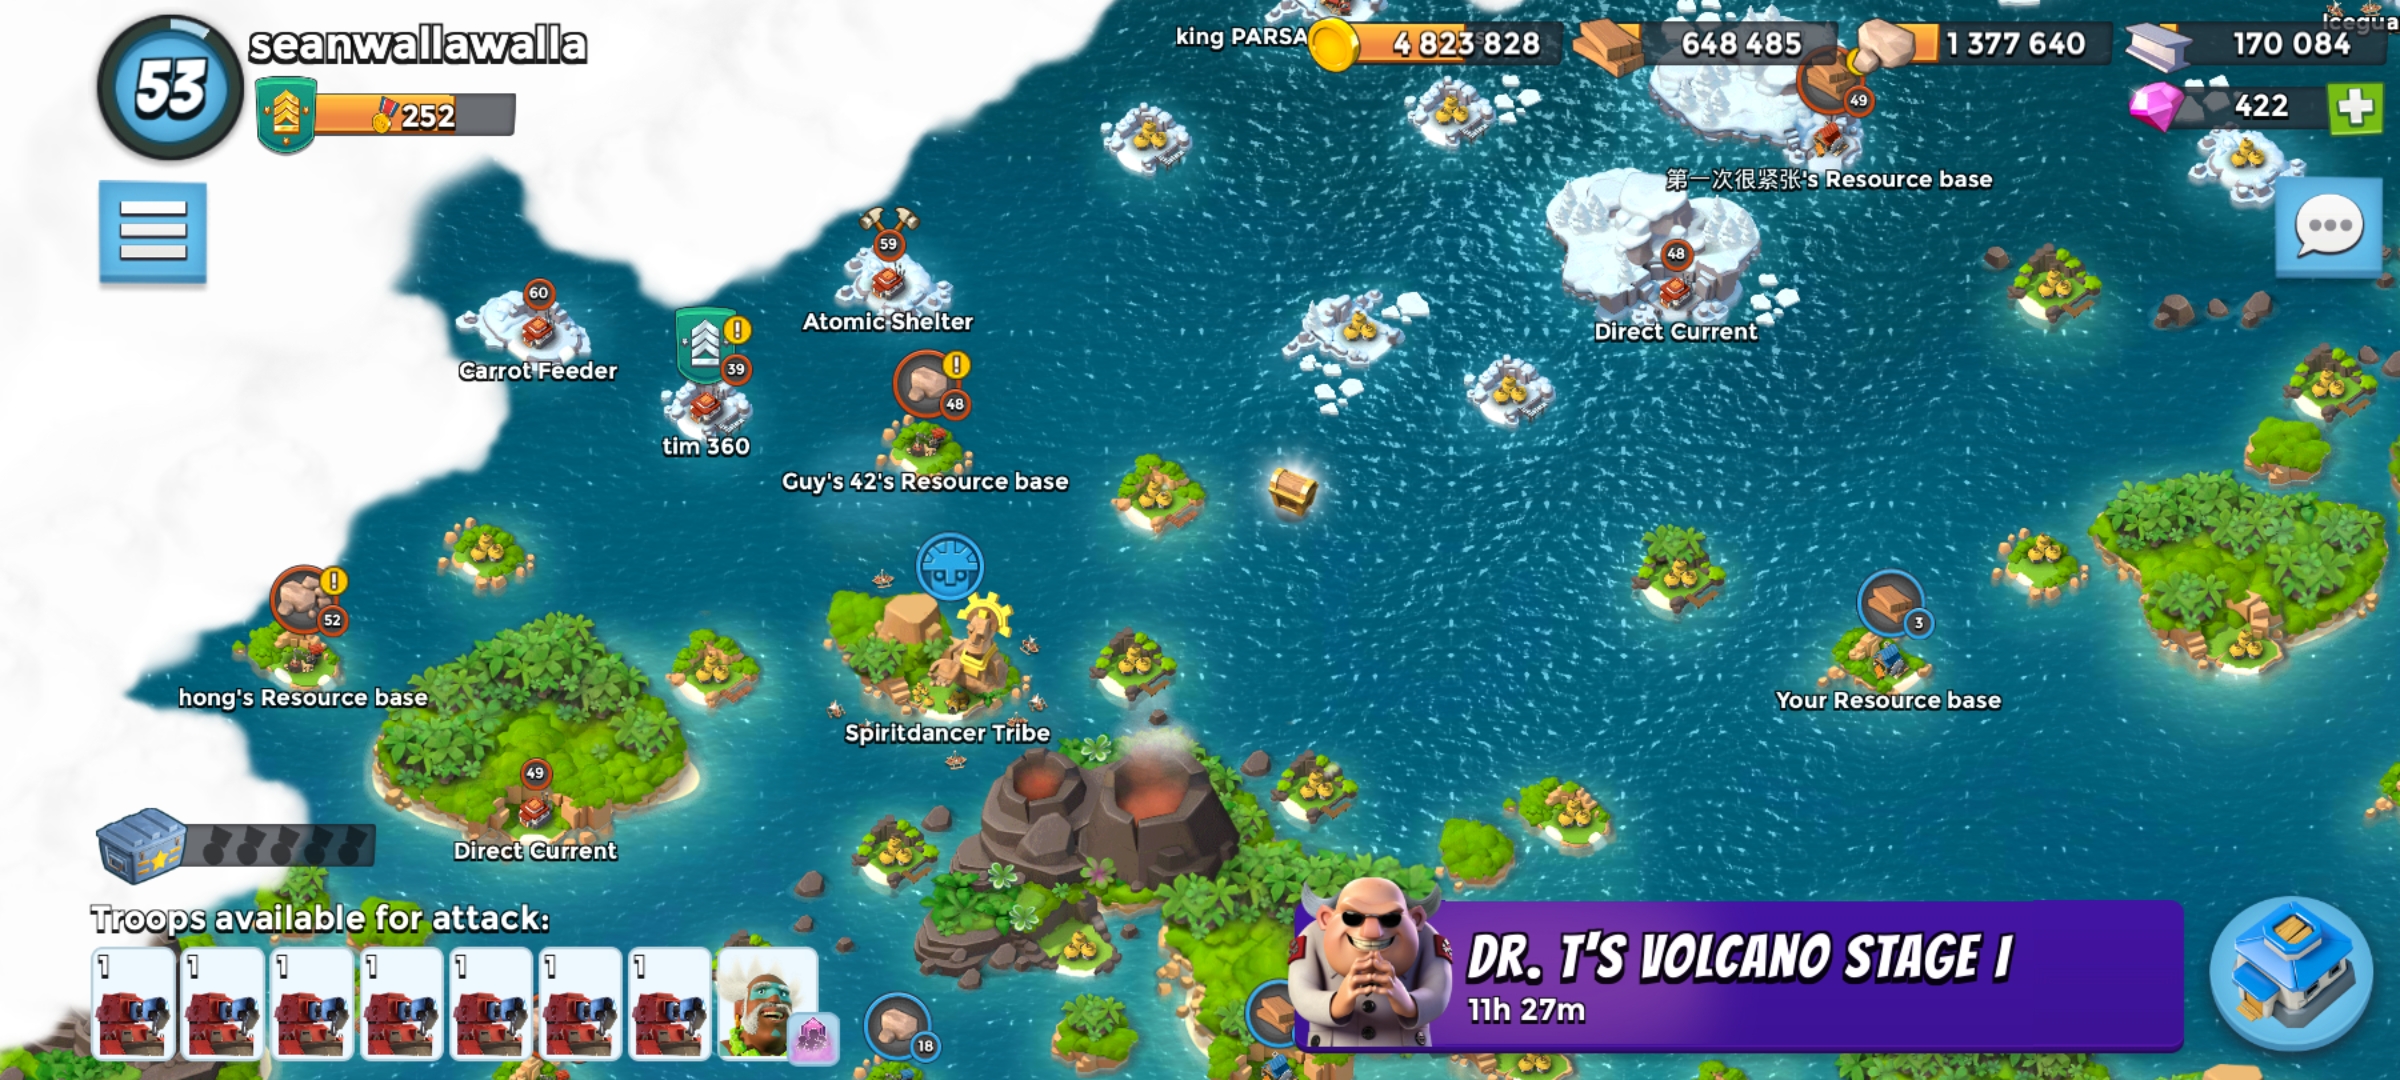 53
seanwallawalla
252
king PARSA
4 823 828
648 485
1 377 640
170 084
422
49
第一次很紧张's Resource base
59
Atomic Shelter
60
Carrot Feeder
39
tim 360
48
Direct Current
48
Guy's 42's Resource base
52
hong's Resource base
3
Your Resource base
Spiritdancer Tribe
49
Direct Current
Troops available for attack:
1 1 1 1 1 1 1
18
DR. T'S VOLCANO STAGE I
11h 27m